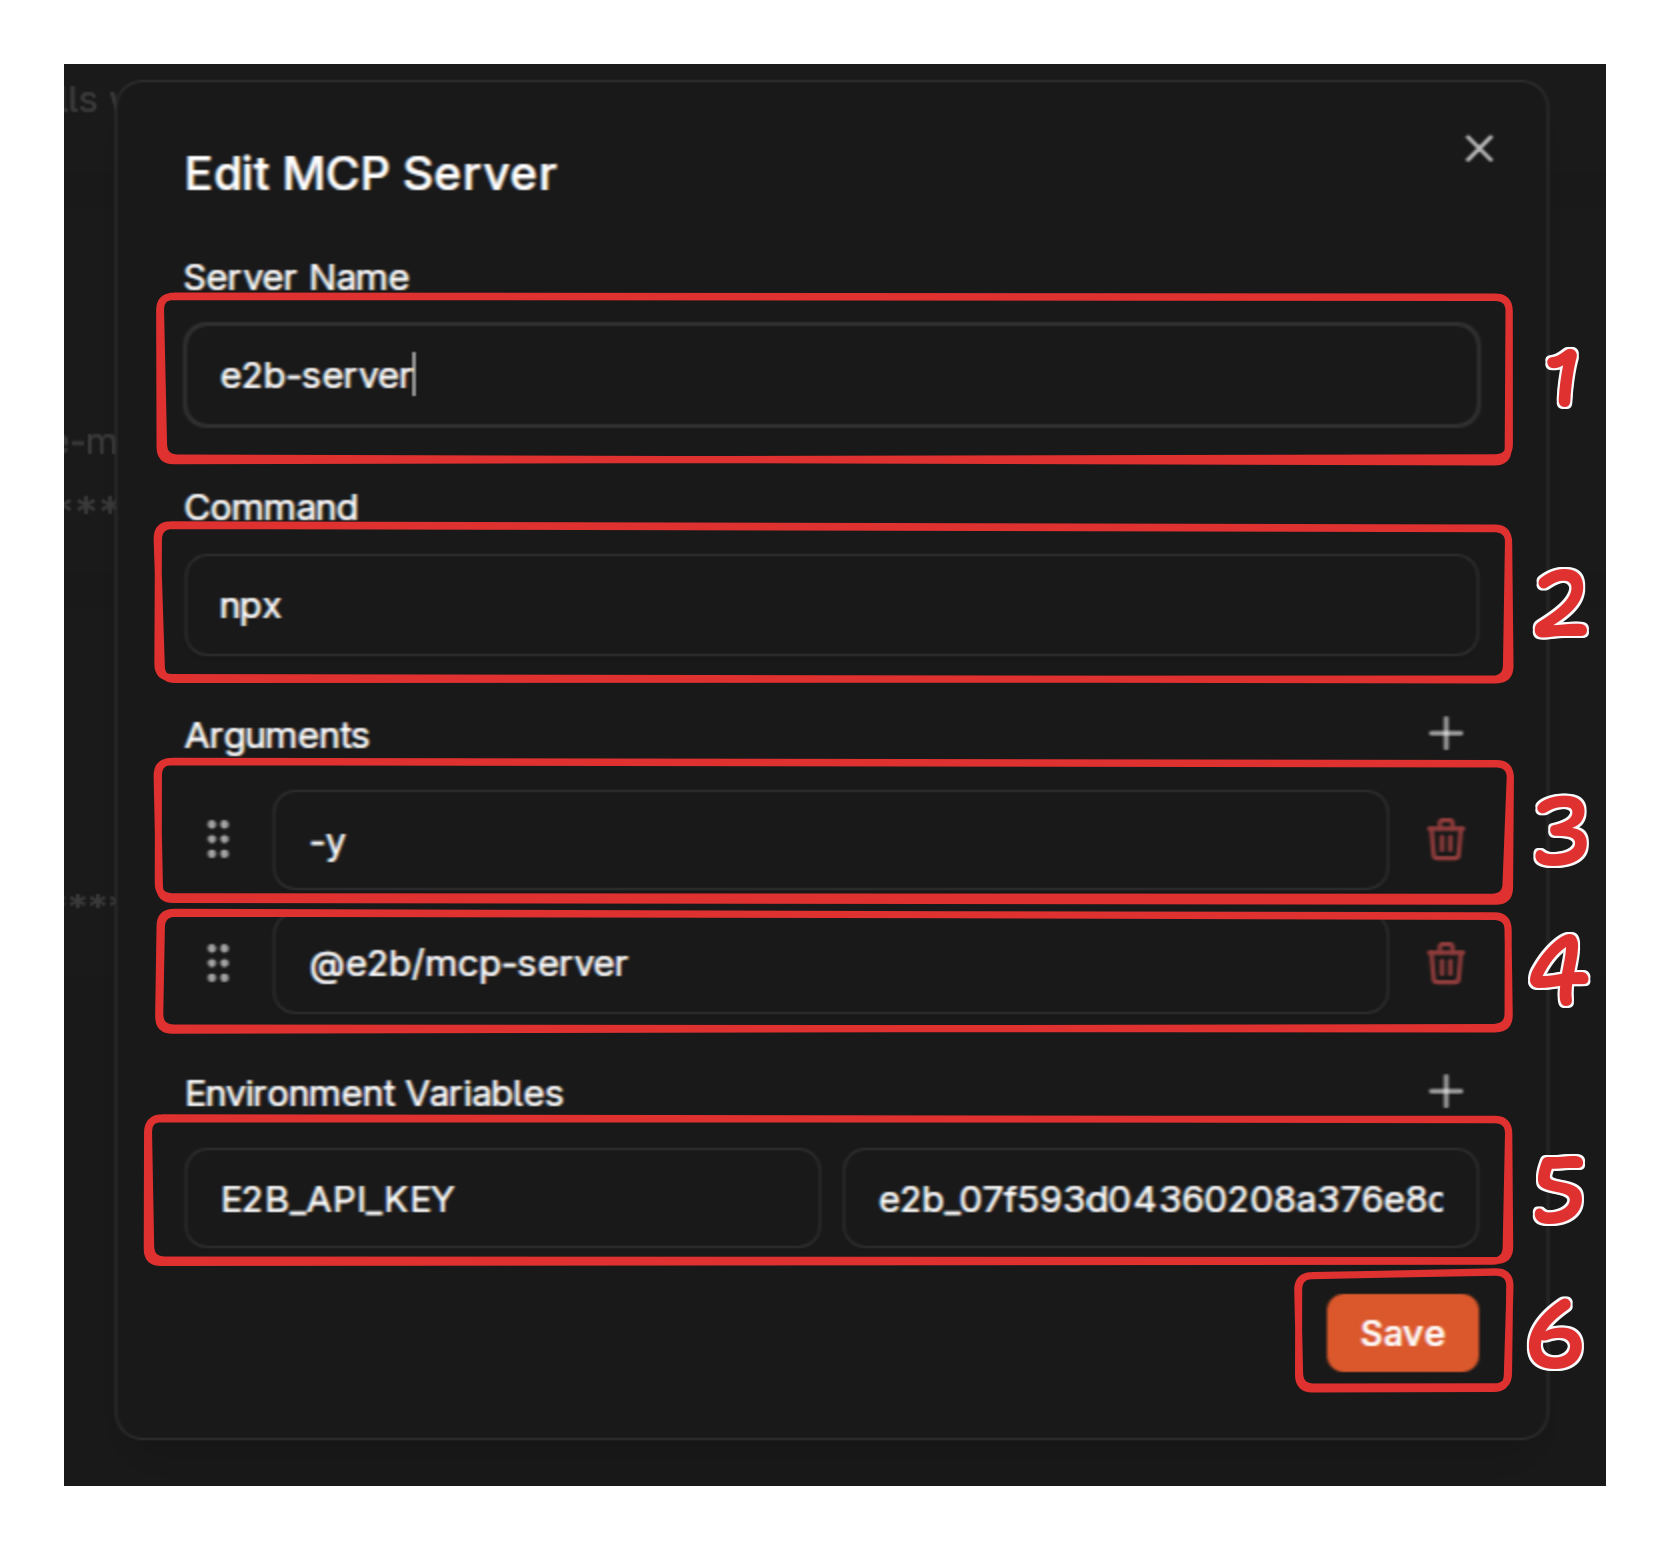 lls
Edit MCP Server
Server Name
e2b-server
1
e-m
Command
***
npx
2
Arguments
-y
3
***
@e2b/mcp-server
4
Environment Variables
E2B_API_KEY e2b_07f593d04360208a376e8c
5
Save
6